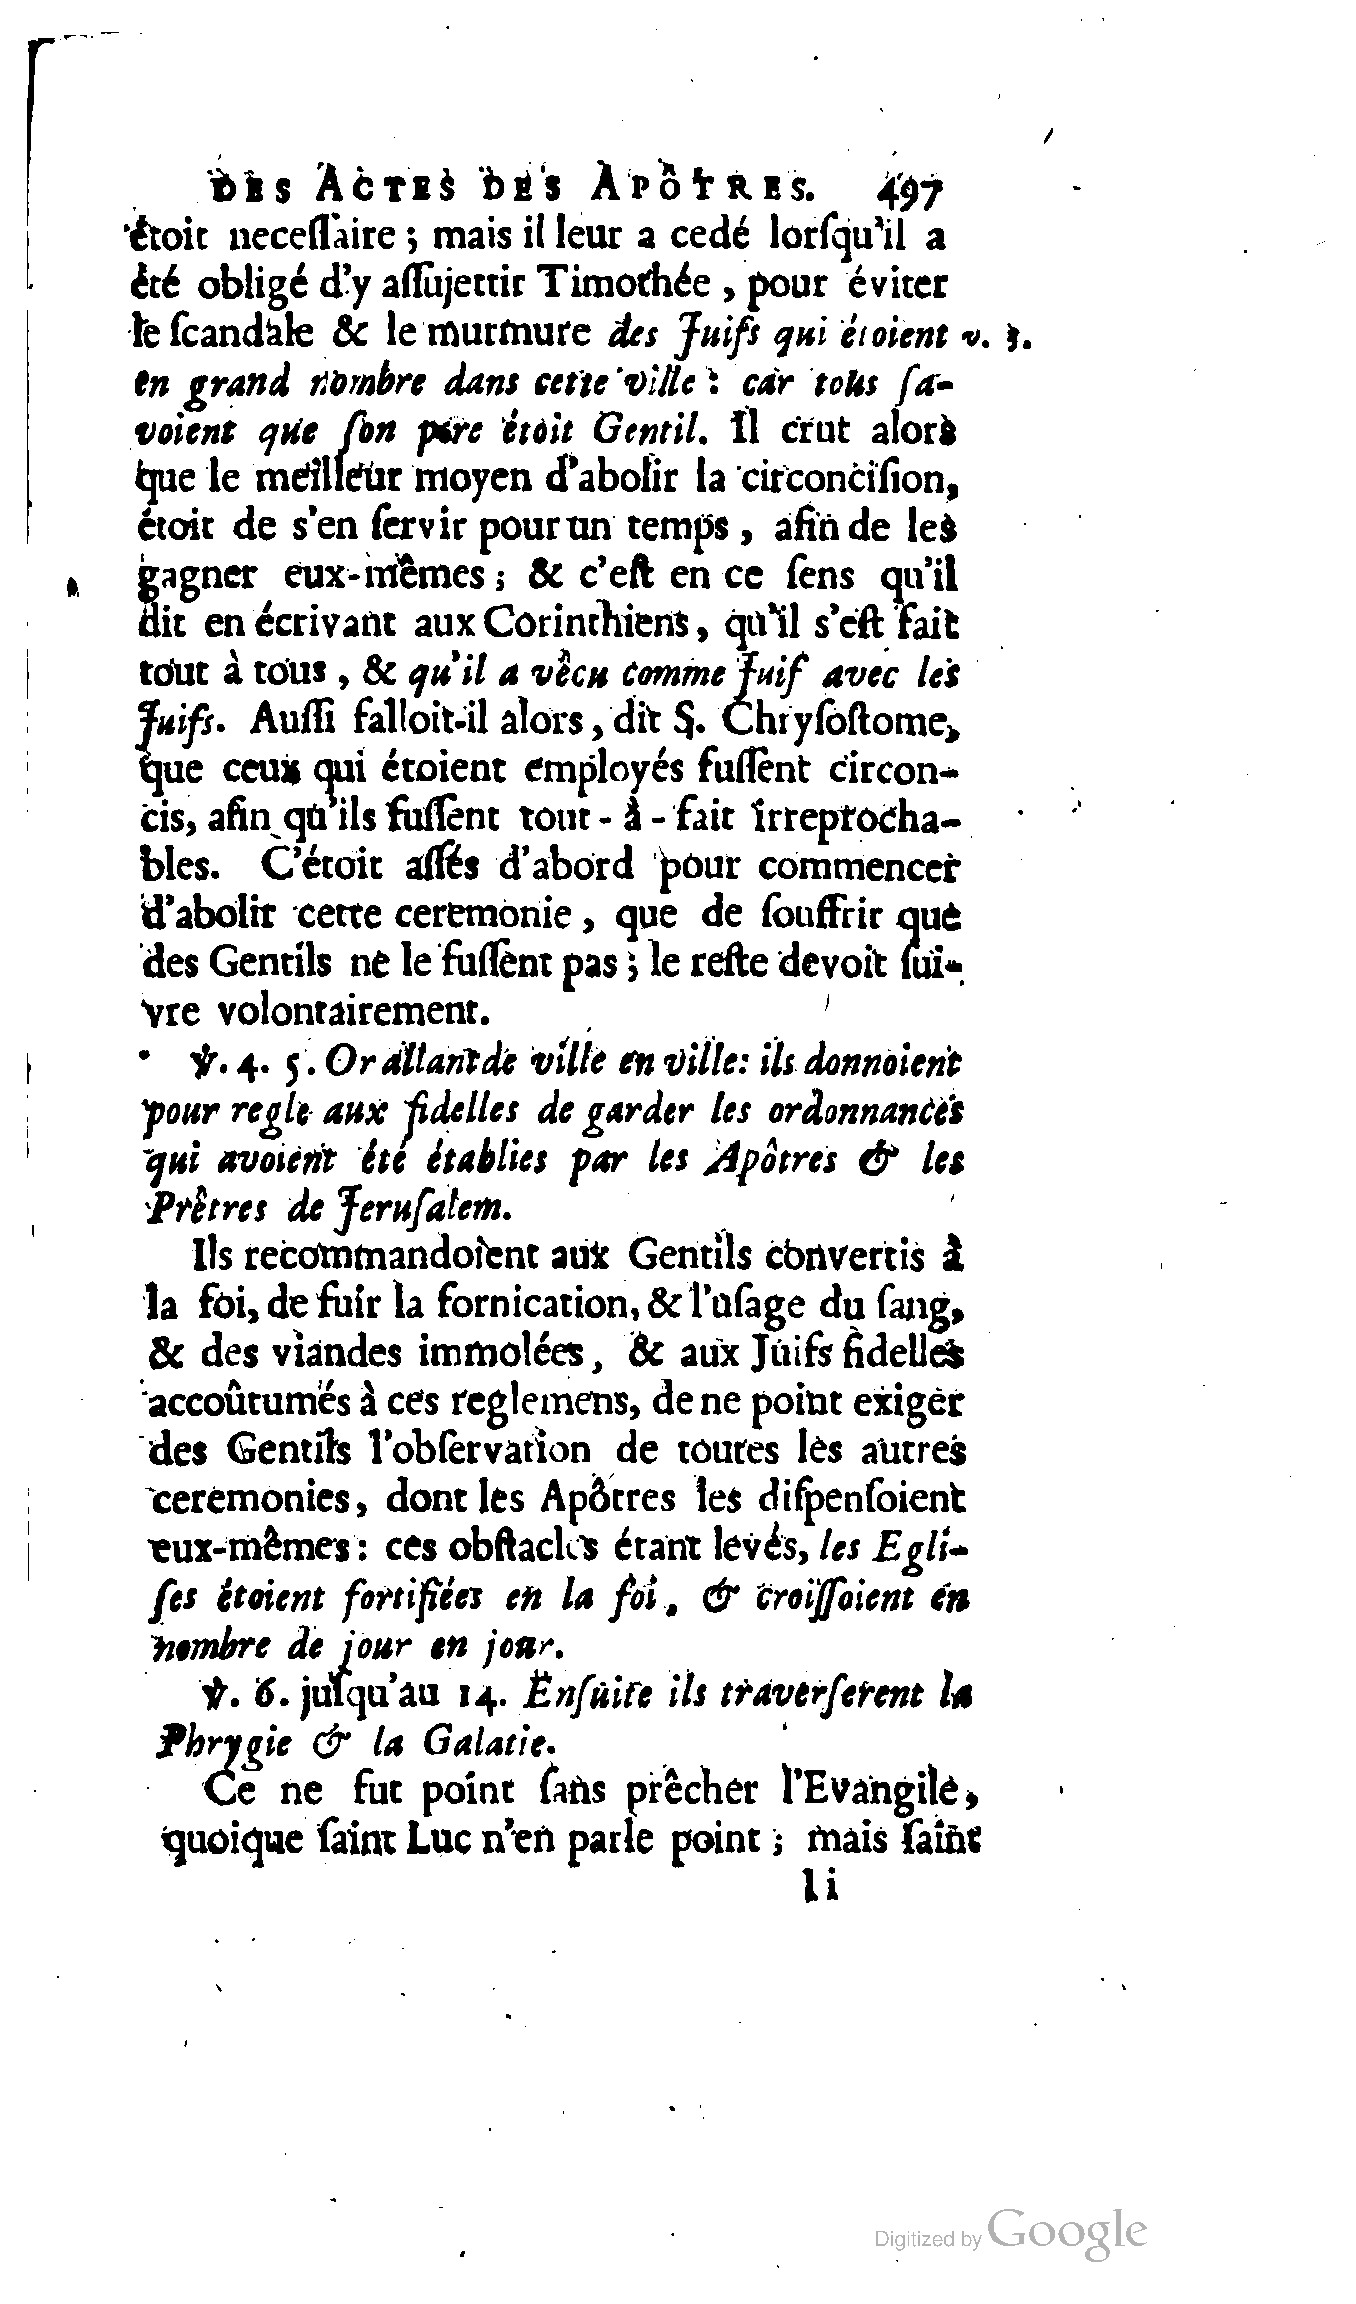 DES ACTES DES APÔTRES. 497
étoit neceſſaire ; mais il leur a cedé lorſqu'il a
été obligé d'y aſſujettir Timothée , pour éviter
le ſcandale & le murmure des Juifs qui étoient v. 3.
en grand nombre dans cette ville : car tous ſa-
voient que ſon pere étoit Gentil. Il crut alors
que le meilleur moyen d'abolir la circonciſion,
étoit de s'en ſervir pour un temps , afin de les
gagner eux-mêmes ; & c'eſt en ce ſens qu'il
dit en écrivant aux Corinthiens, qu'il s'eſt fait
tout à tous , & qu'il a vêcu comme Juif avec les
Juifs. Auſſi falloit-il alors , dit S. Chryſoſtome,
que ceux qui étoient employés fuſſent circon-
cis, afin qu'ils fuſſent tout - à - fait irreprocha-
bles. C'étoit aſſés d'abord pour commencer
d'abolir cette ceremonie , que de ſouffrir que
des Gentils ne le fuſſent pas ; le reſte devoit ſui-
vre volontairement.
℣. 4. 5. Or allant de ville en ville: ils donnoient
pour regle aux fidelles de garder les ordonnances
qui avoient été établies par les Apôtres & les
Prêtres de Jeruſalem.
Ils recommandoient aux Gentils convertis à
la foi, de fuir la fornication, & l'uſage du ſang,
& des viandes immolées, & aux Juifs fidelles
accoûtumés à ces reglemens, de ne point exiger
des Gentils l'obſervation de toutes les autres
ceremonies, dont les Apôtres les diſpenſoient
eux-mêmes : ces obſtacles étant levés, les Egli-
ſes étoient fortifiées en la foi, & croiſſoient en
nombre de jour en jour.
℣. 6. juſqu'au 14. Enſuite ils traverſerent la
Phrygie & la Galatie.
Ce ne fut point ſans prêcher l'Evangile,
quoique ſaint Luc n'en parle point ; mais ſaint
Ii
Digitized by Google